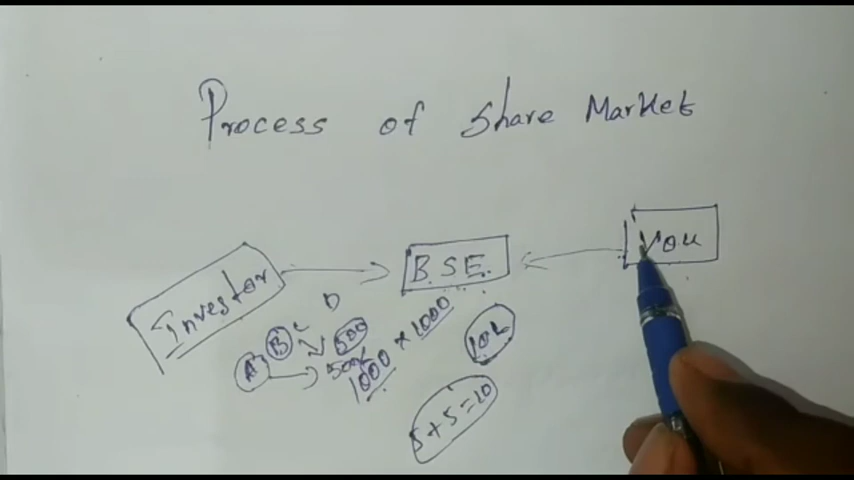 Process of Share Market
You
Investor
B.S.E.
D
A B C
500
500
1000 × 1000
10L
5+5=10